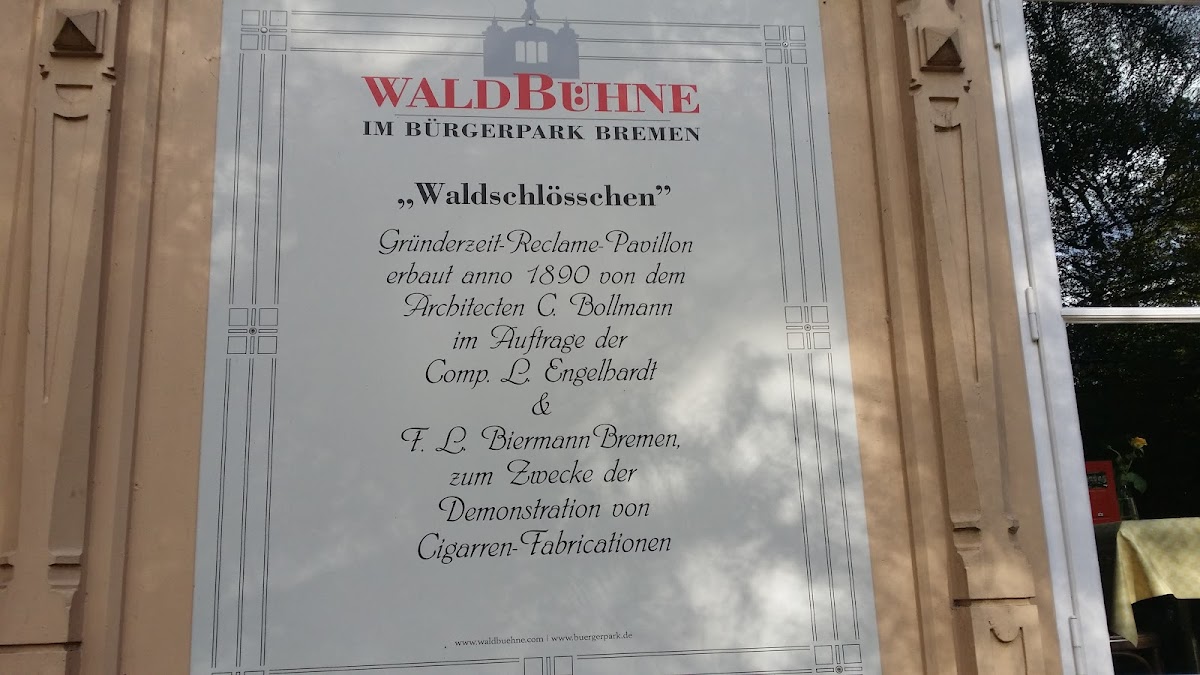 WALDBÜHNE
IM BÜRGERPARK BREMEN
„Waldschlösschen”
Gründerzeit-Reclame-Pavillon
erbaut anno 1890 von dem
Architecten C. Bollmann
im Auftrage der
Comp. L. Engelhardt
&
F. L. Biermann Bremen,
zum Zwecke der
Demonstration von
Cigarren-Fabricationen
www.waldbuehne.com | www.buergerpark.de